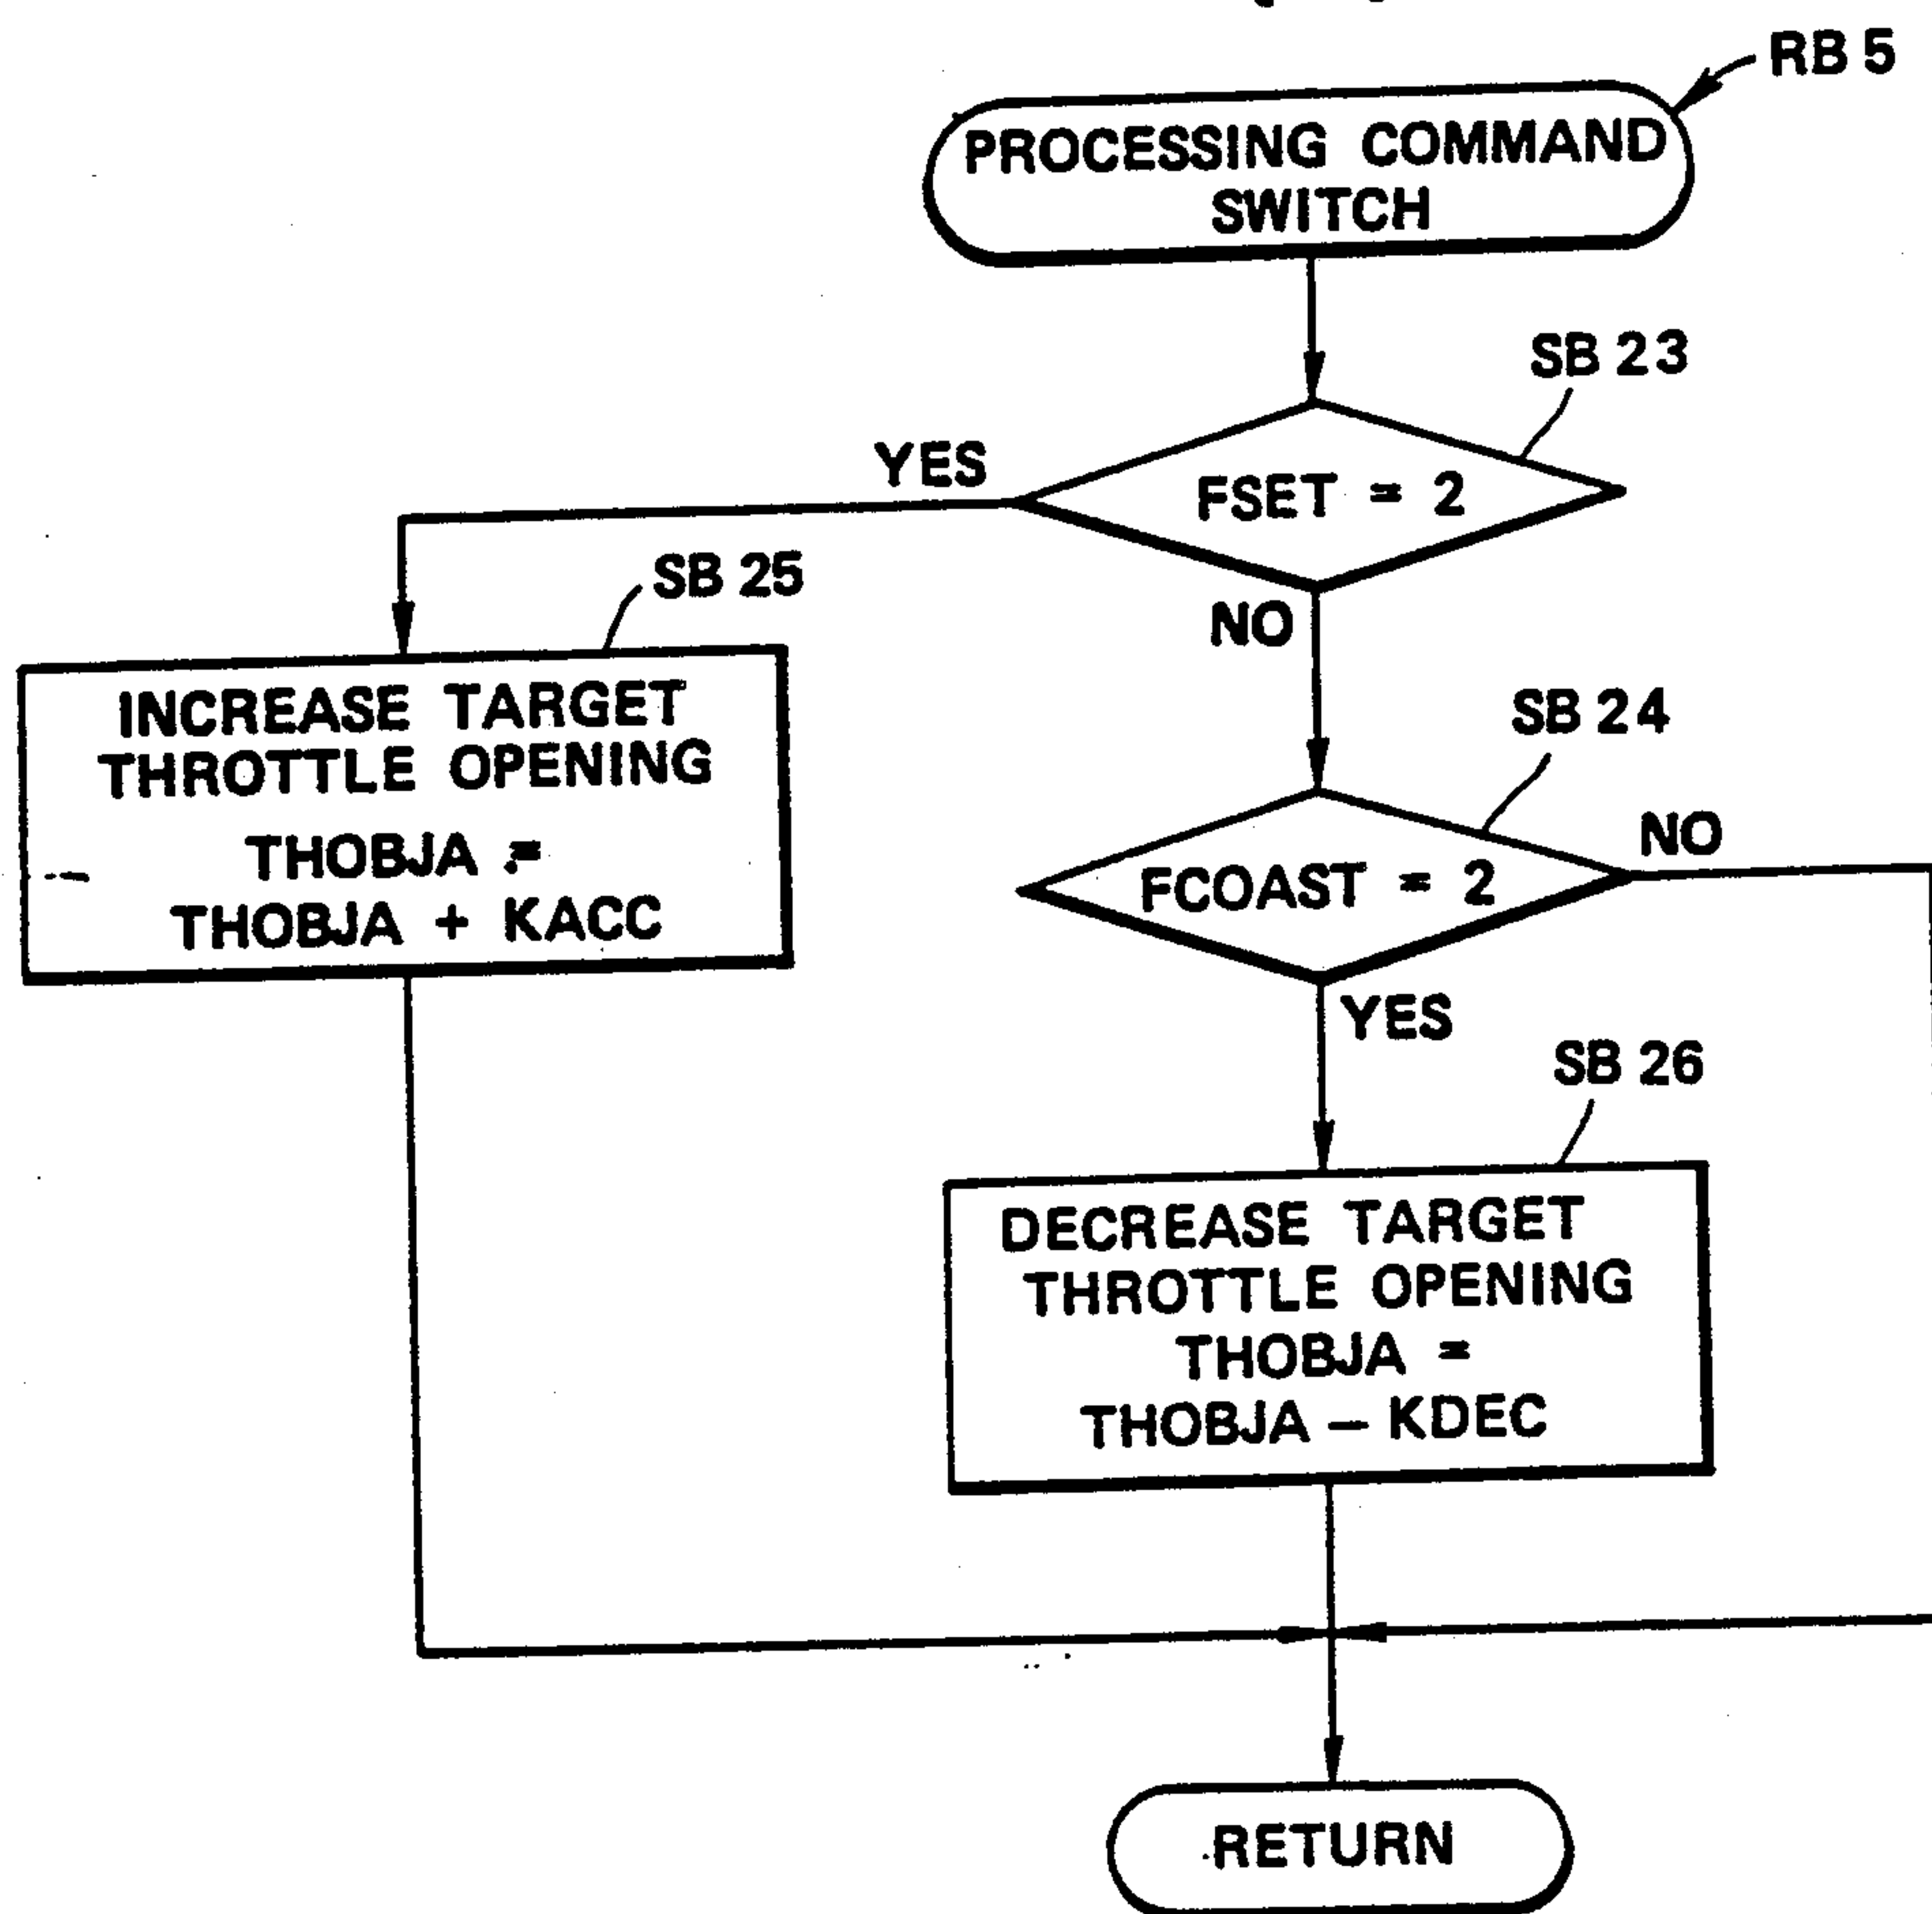 RB 5
PROCESSING COMMAND
SWITCH
SB 23
YES
FSET = 2
SB 25
NO
INCREASE TARGET
THROTTLE OPENING
THOBJA =
THOBJA + KACC
SB 24
NO
FCOAST = 2
YES
SB 26
DECREASE TARGET
THROTTLE OPENING
THOBJA =
THOBJA – KDEC
RETURN